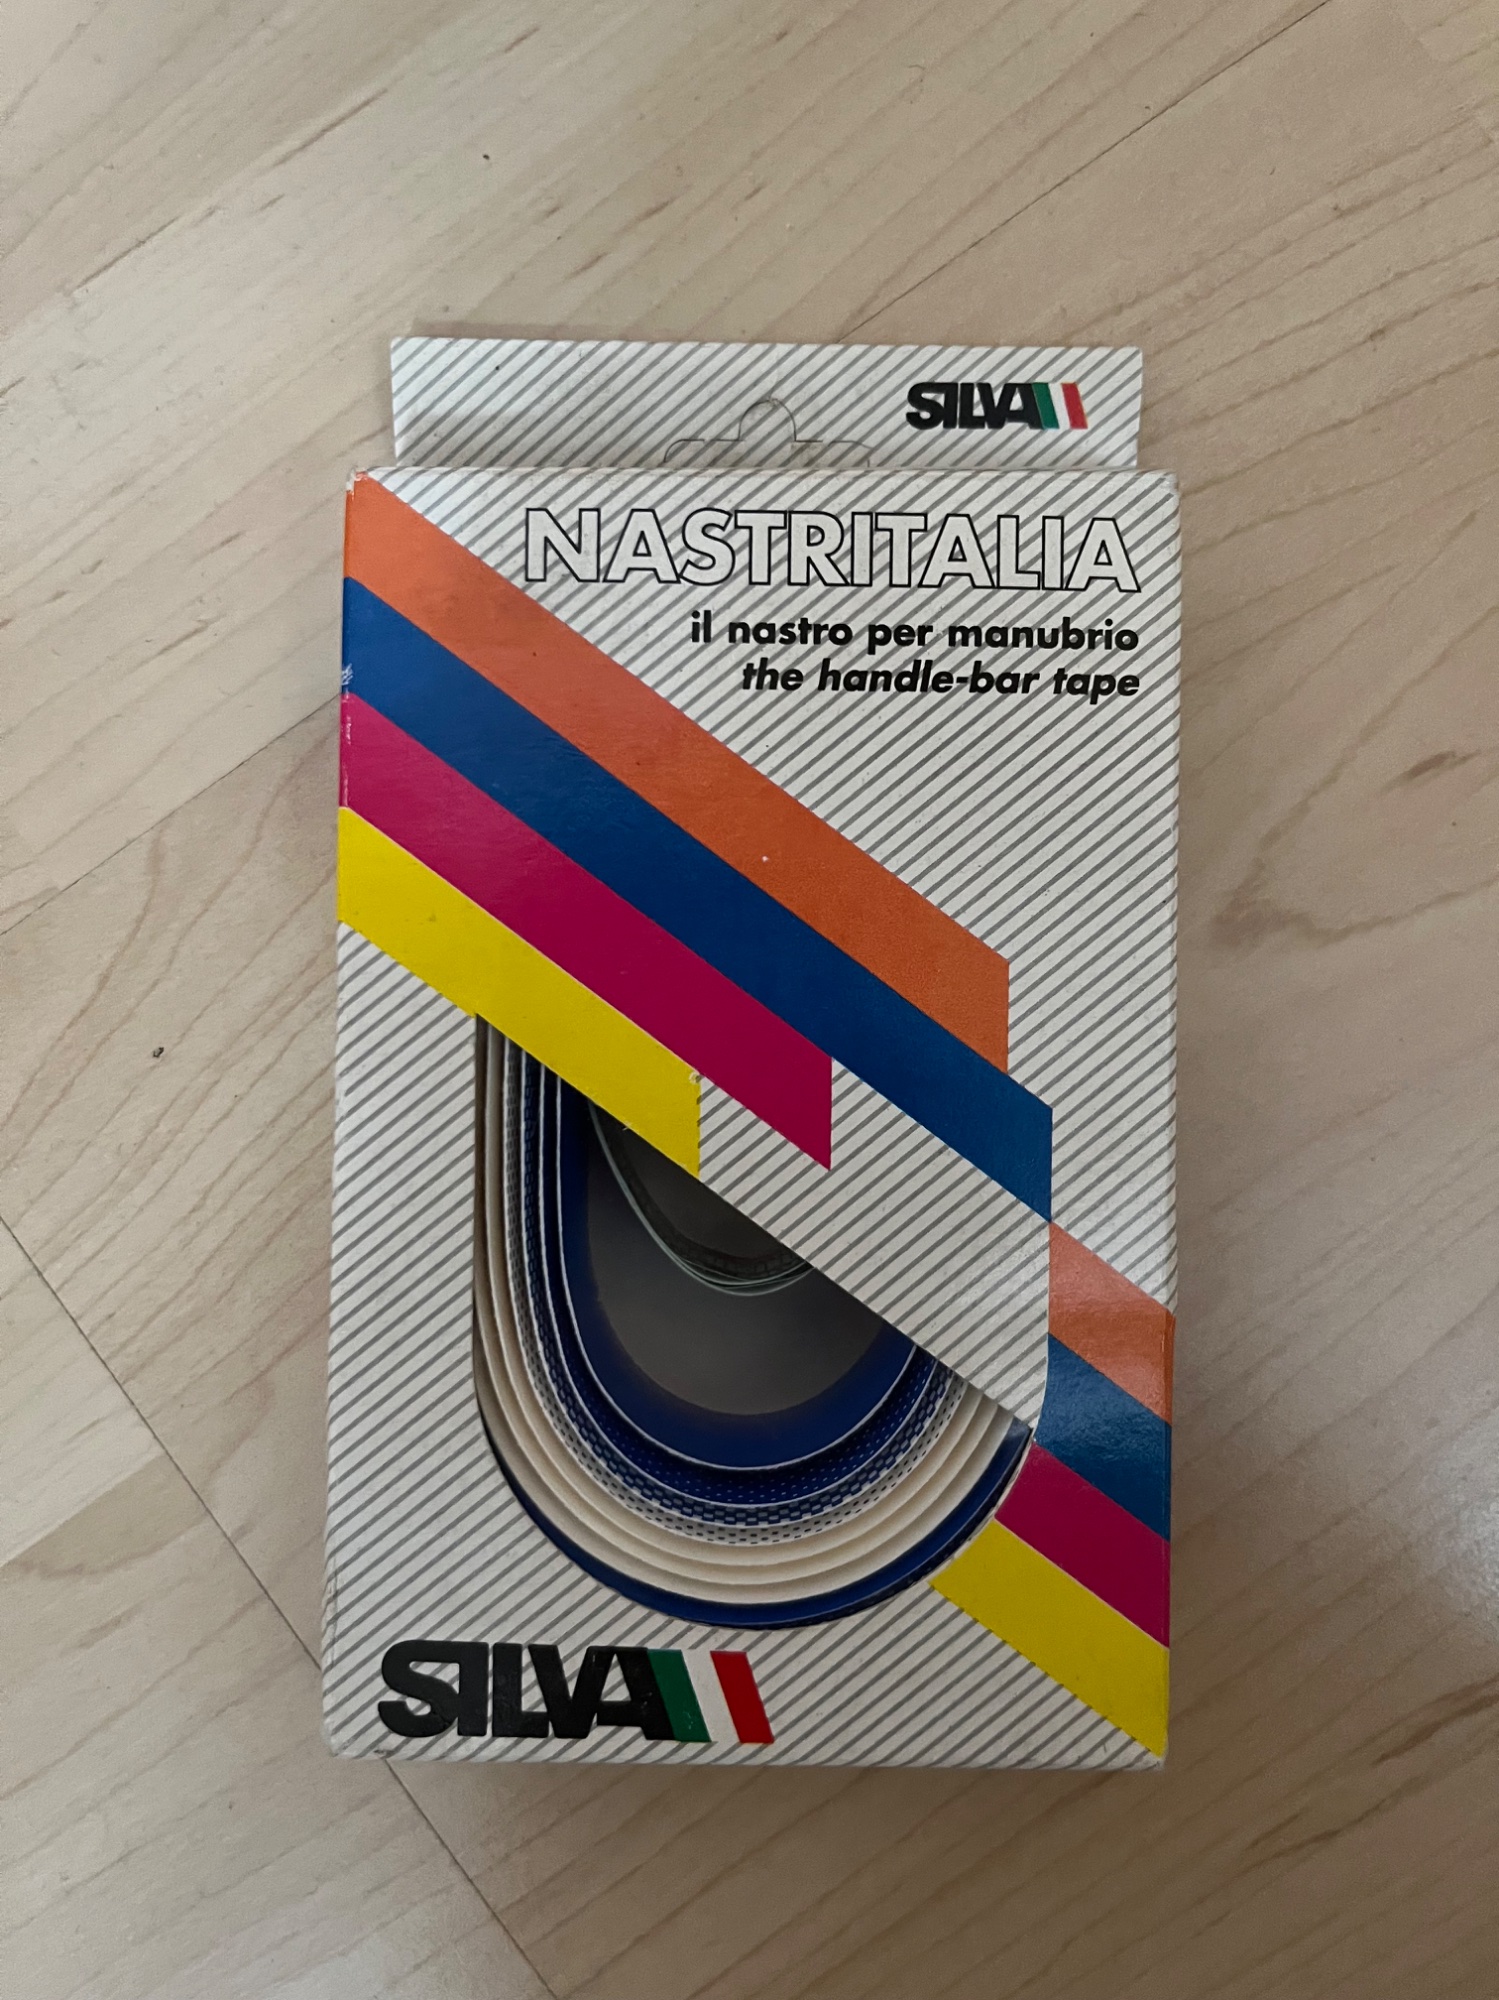 SILVA
NASTRITALIA
il nastro per manubrio
the handle-bar tape
SILVA